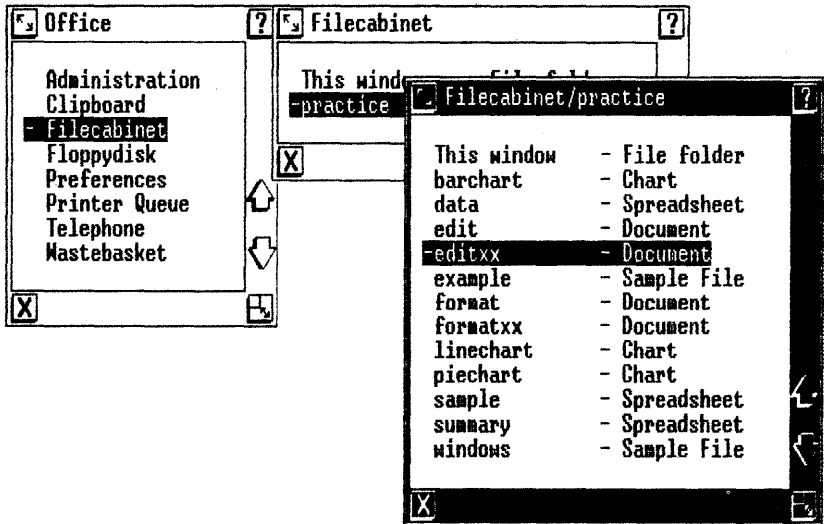 Office ?
Administration
Clipboard
- Filecabinet
Floppydisk
Preferences
Printer Queue
Telephone
Wastebasket
X
Filecabinet ?
This
-practice
X
Filecabinet/practice ?
This window - File folder
barchart - Chart
data - Spreadsheet
edit - Document
-editxx - Document
example - Sample File
format - Document
formatxx - Document
linechart - Chart
piechart - Chart
sample - Spreadsheet
summary - Spreadsheet
windows - Sample File
X